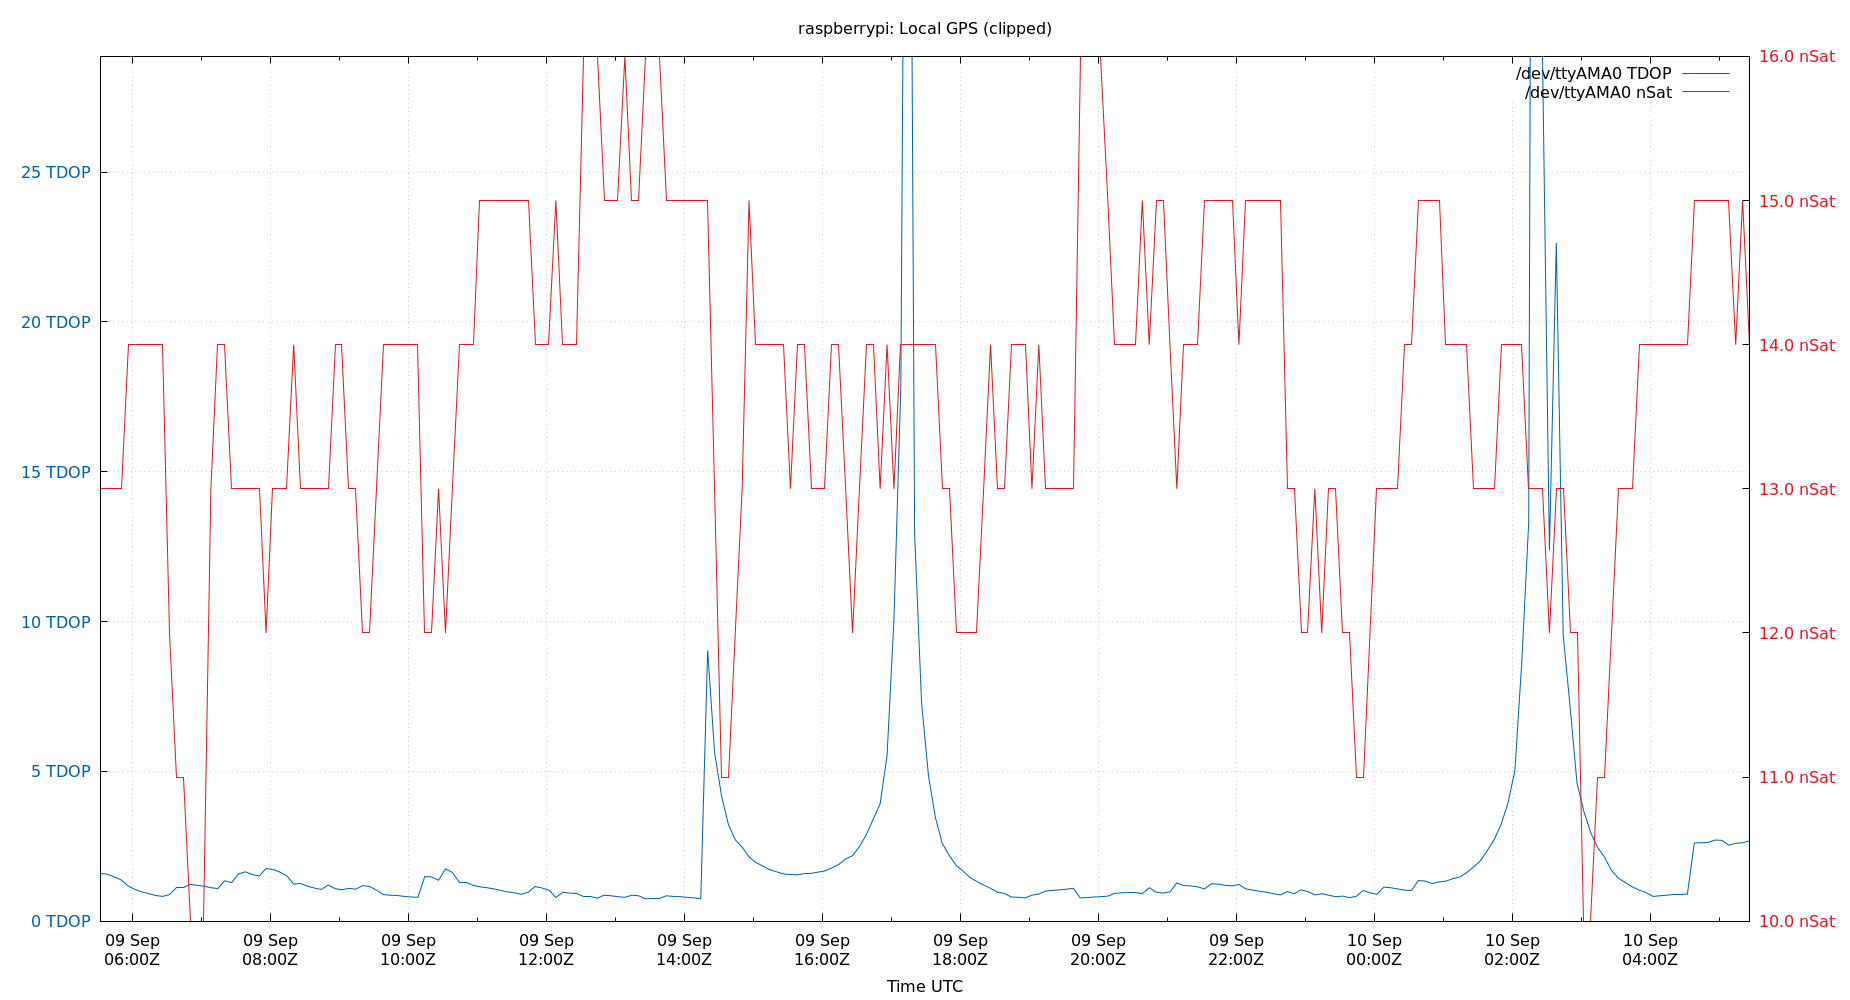 raspberrypi: Local GPS (clipped)
/dev/ttyAMA0 TDOP
/dev/ttyAMA0 nSat
25 TDOP
20 TDOP
15 TDOP
10 TDOP
5 TDOP
0 TDOP
16.0 nSat
15.0 nSat
14.0 nSat
13.0 nSat
12.0 nSat
11.0 nSat
10.0 nSat
09 Sep 09 Sep 09 Sep 09 Sep 09 Sep 09 Sep 09 Sep 09 Sep 09 Sep 10 Sep 10 Sep 10 Sep
06:00Z 08:00Z 10:00Z 12:00Z 14:00Z 16:00Z 18:00Z 20:00Z 22:00Z 00:00Z 02:00Z 04:00Z
Time UTC